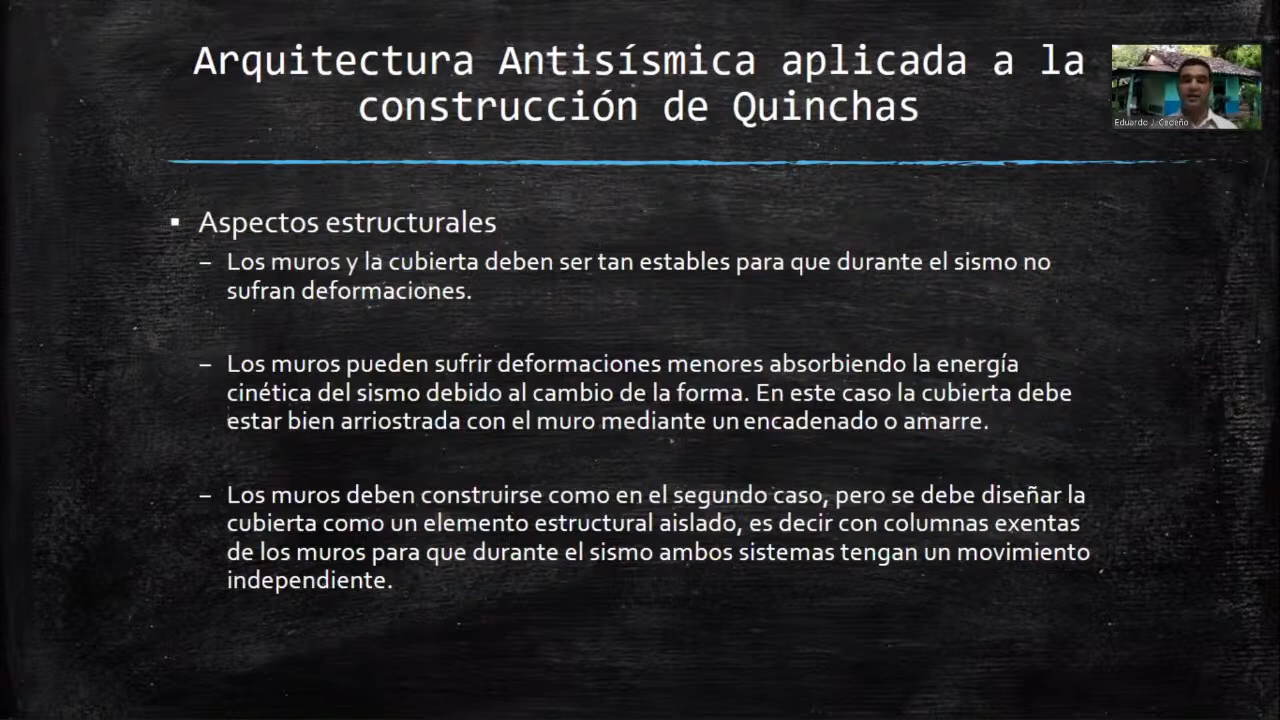 Arquitectura Antisísmica aplicada a la
construcción de Quinchas
Eduardo J. Cedeño
▪ Aspectos estructurales
– Los muros y la cubierta deben ser tan estables para que durante el sismo no
sufran deformaciones.
– Los muros pueden sufrir deformaciones menores absorbiendo la energía
cinética del sismo debido al cambio de la forma. En este caso la cubierta debe
estar bien arriostrada con el muro mediante un encadenado o amarre.
– Los muros deben construirse como en el segundo caso, pero se debe diseñar la
cubierta como un elemento estructural aislado, es decir con columnas exentas
de los muros para que durante el sismo ambos sistemas tengan un movimiento
independiente.